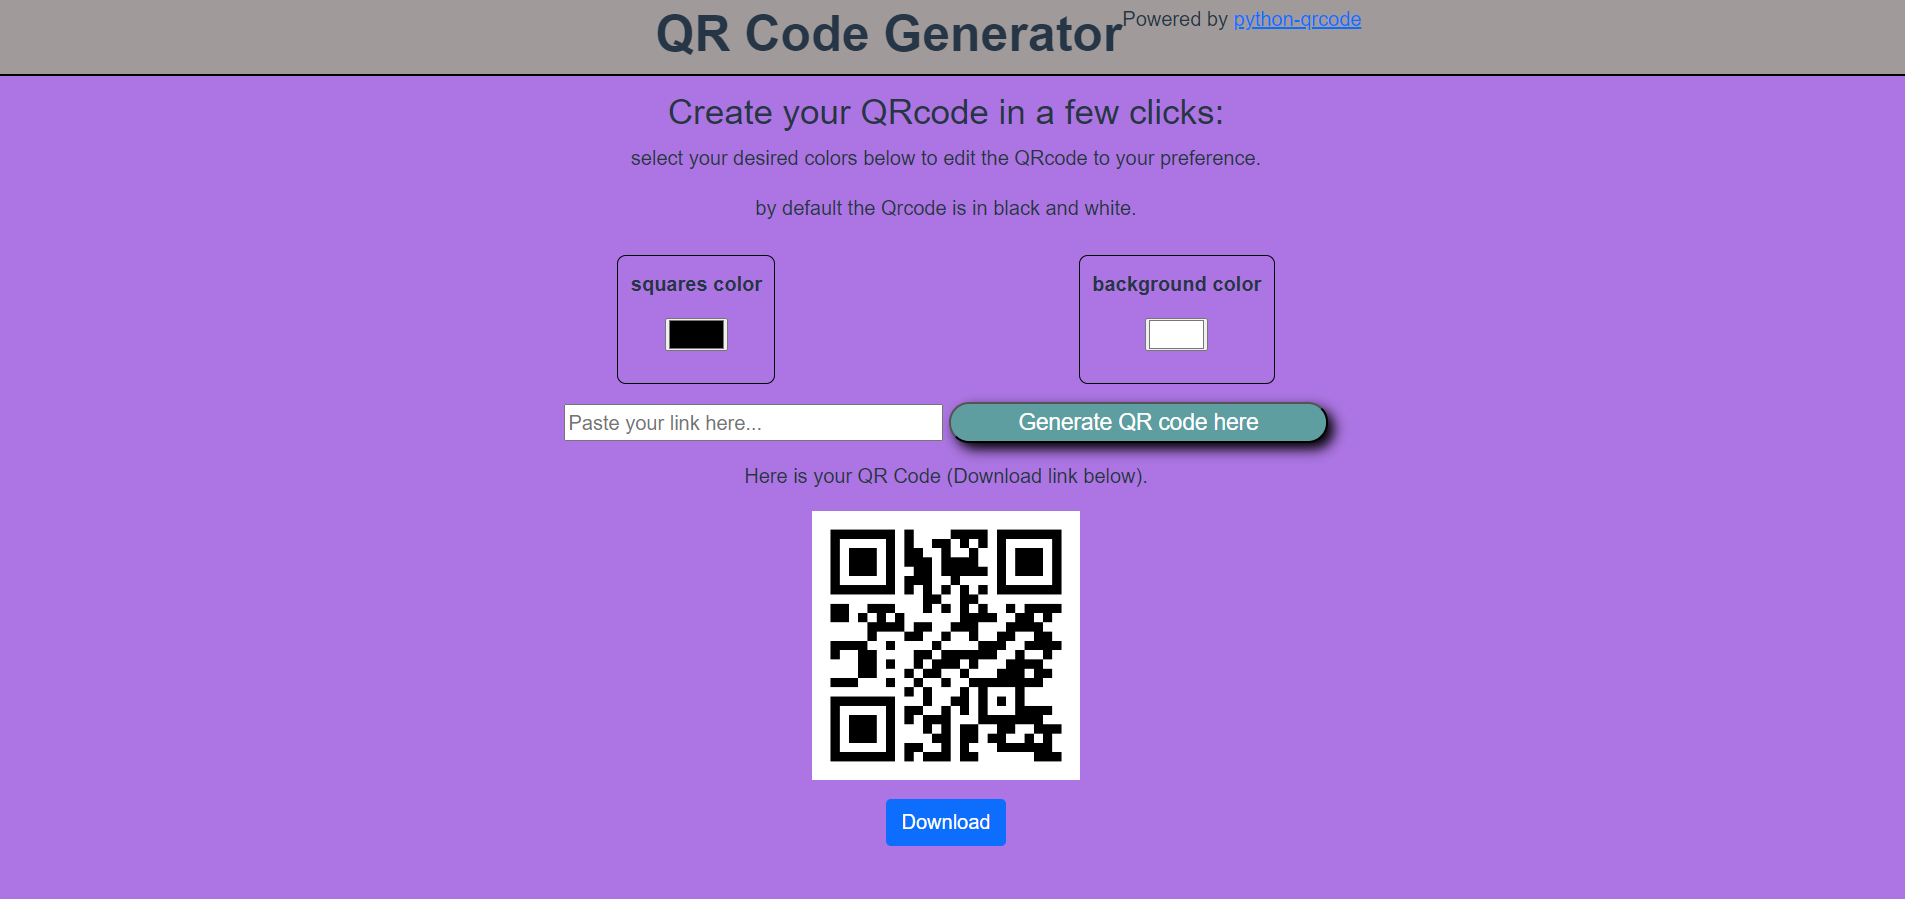 QR Code Generator Powered by python-qrcode
Create your QRcode in a few clicks:
select your desired colors below to edit the QRcode to your preference.
by default the Qrcode is in black and white.
squares color
background color
Paste your link here...
Generate QR code here
Here is your QR Code (Download link below).
Download